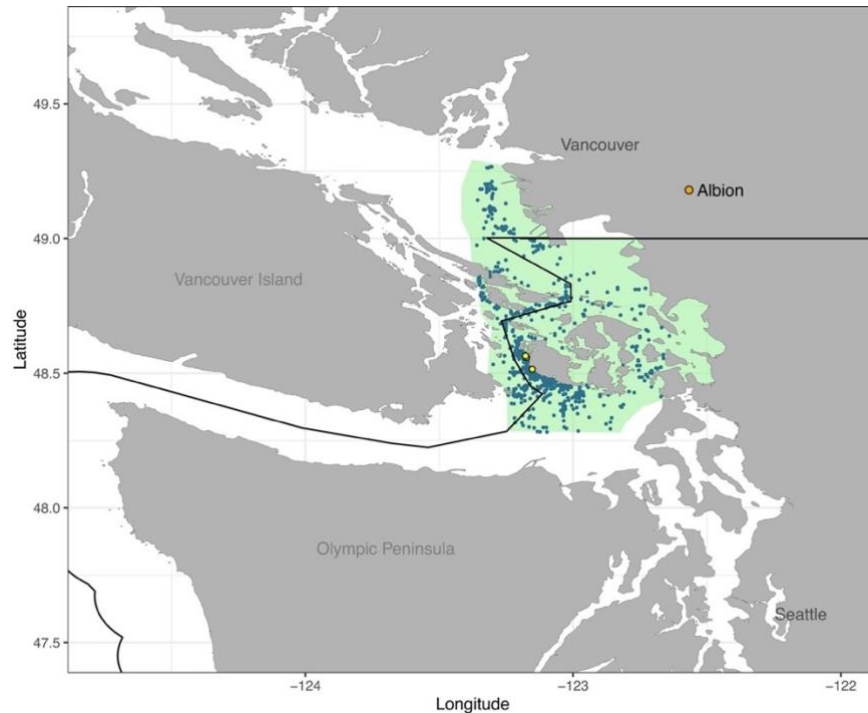 49.5
Vancouver
Albion
49.0
Vancouver Island
Latitude
48.5
48.0
Olympic Peninsula
Seattle
47.5
−124
−123
−122
Longitude